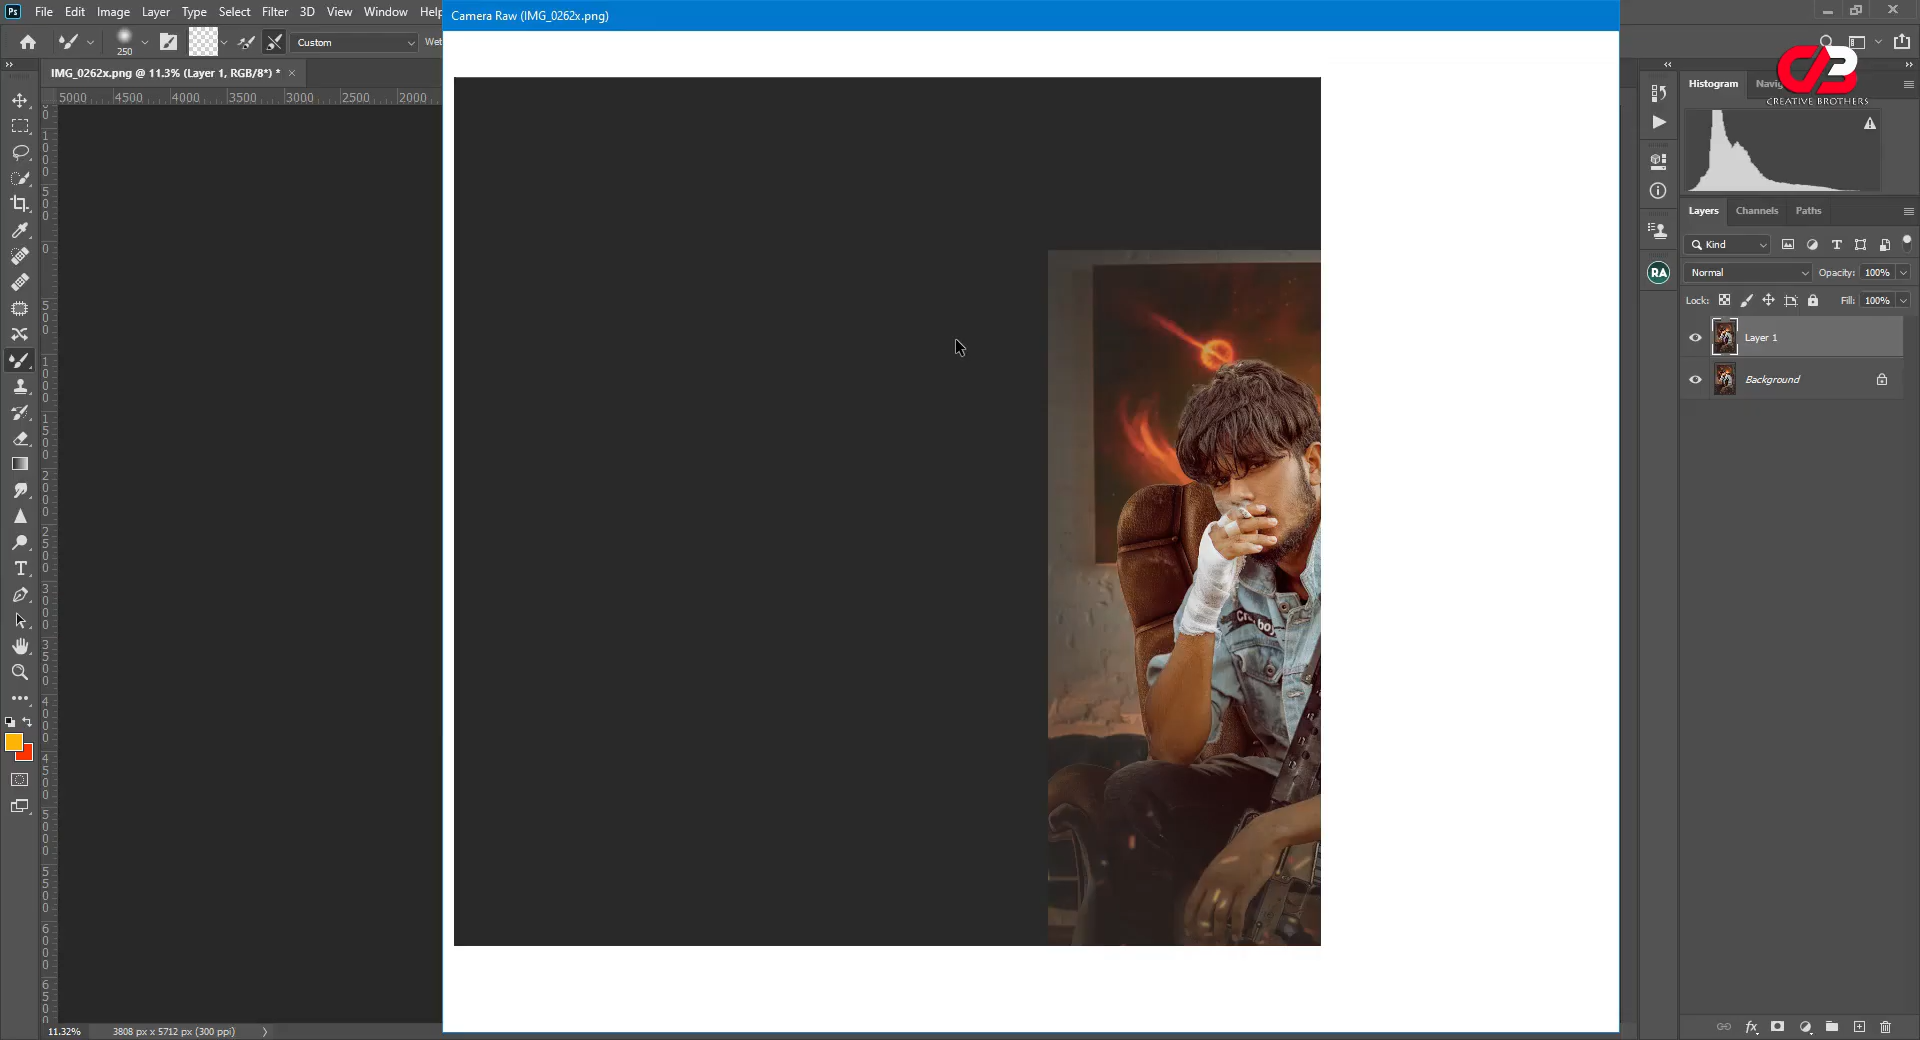 Ps File Edit Image Layer Type Select Filter 3D View Window Help
Camera Raw (IMG_0262x.png)
250
Custom
Wet
IMG_0262x.png @ 11.3% (Layer 1, RGB/8*) *
5000 4500 4000 3500 3000 2500 2000
CREATIVE BROTHERS
Histogram
Layers Channels Paths
Kind
Normal
Opacity: 100%
Lock:
Fill: 100%
RA
Layer 1
Background
11.32%
3808 px x 5712 px (300 ppi)